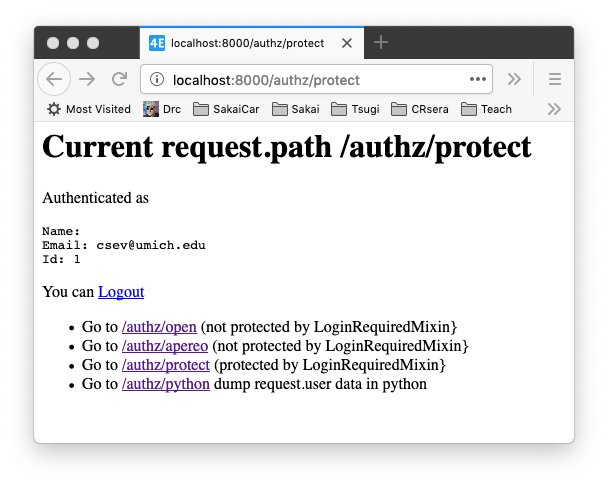 4E localhost:8000/authz/protect
localhost:8000/authz/protect
Most Visited Drc SakaiCar Sakai Tsugi CRsera Teach
Current request.path /authz/protect
Authenticated as
Name:
Email: csev@umich.edu
Id: 1
You can Logout
Go to /authz/open (not protected by LoginRequiredMixin}
Go to /authz/apereo (not protected by LoginRequiredMixin}
Go to /authz/protect (protected by LoginRequiredMixin}
Go to /authz/python dump request.user data in python